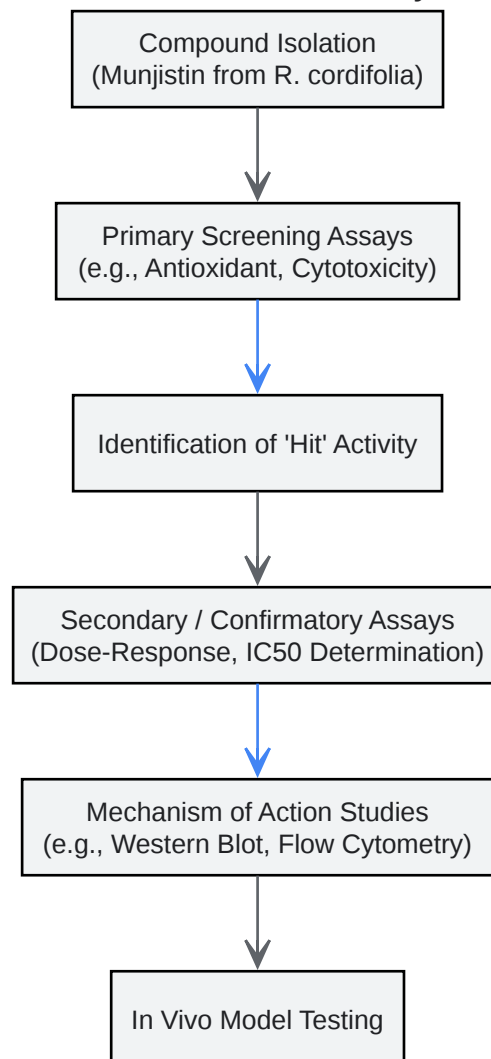 Compound Isolation
(Munjistin from R. cordifolia)
Primary Screening Assays
(e.g., Antioxidant, Cytotoxicity)
Identification of 'Hit' Activity
Secondary / Confirmatory Assays
(Dose-Response, IC50 Determination)
Mechanism of Action Studies
(e.g., Western Blot, Flow Cytometry)
In Vivo Model Testing